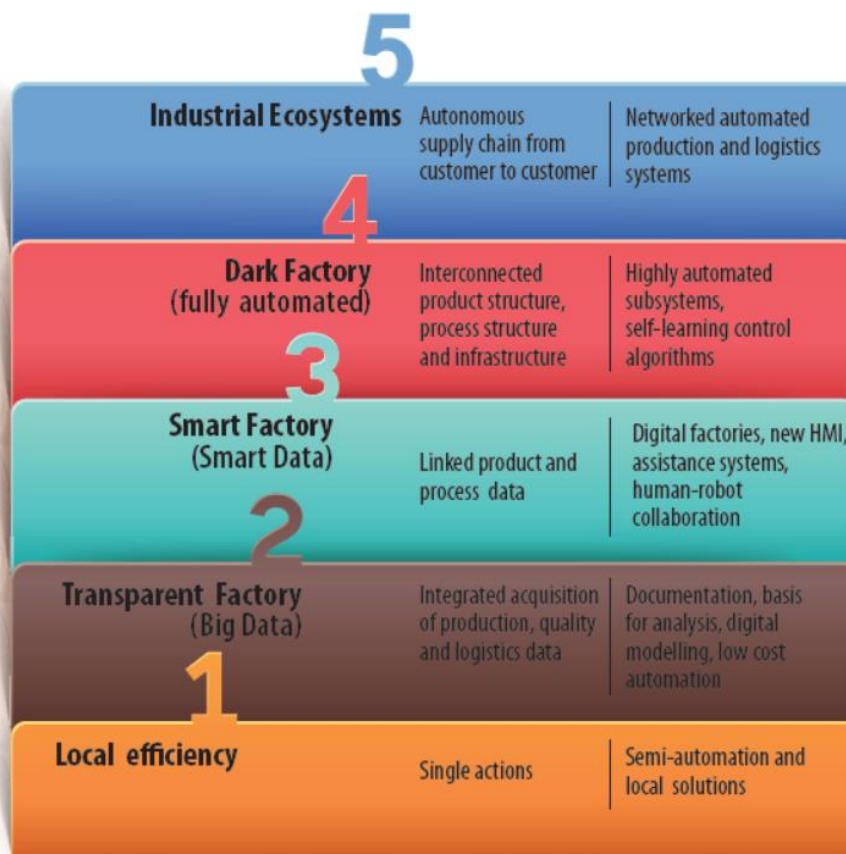 5
Industrial Ecosystems
Autonomous
supply chain from
customer to customer
Networked automated
production and logistics
systems
4
Dark Factory
(fully automated)
Interconnected
product structure,
process structure
and infrastructure
Highly automated
subsystems,
self-learning control
algorithms
3
Smart Factory
(Smart Data)
Linked product and
process data
Digital factories, new HMI,
assistance systems,
human-robot
collaboration
2
Transparent Factory
(Big Data)
Integrated acquisition
of production, quality
and logistics data
Documentation, basis
for analysis, digital
modelling, low cost
automation
1
Local efficiency
Single actions
Semi-automation and
local solutions